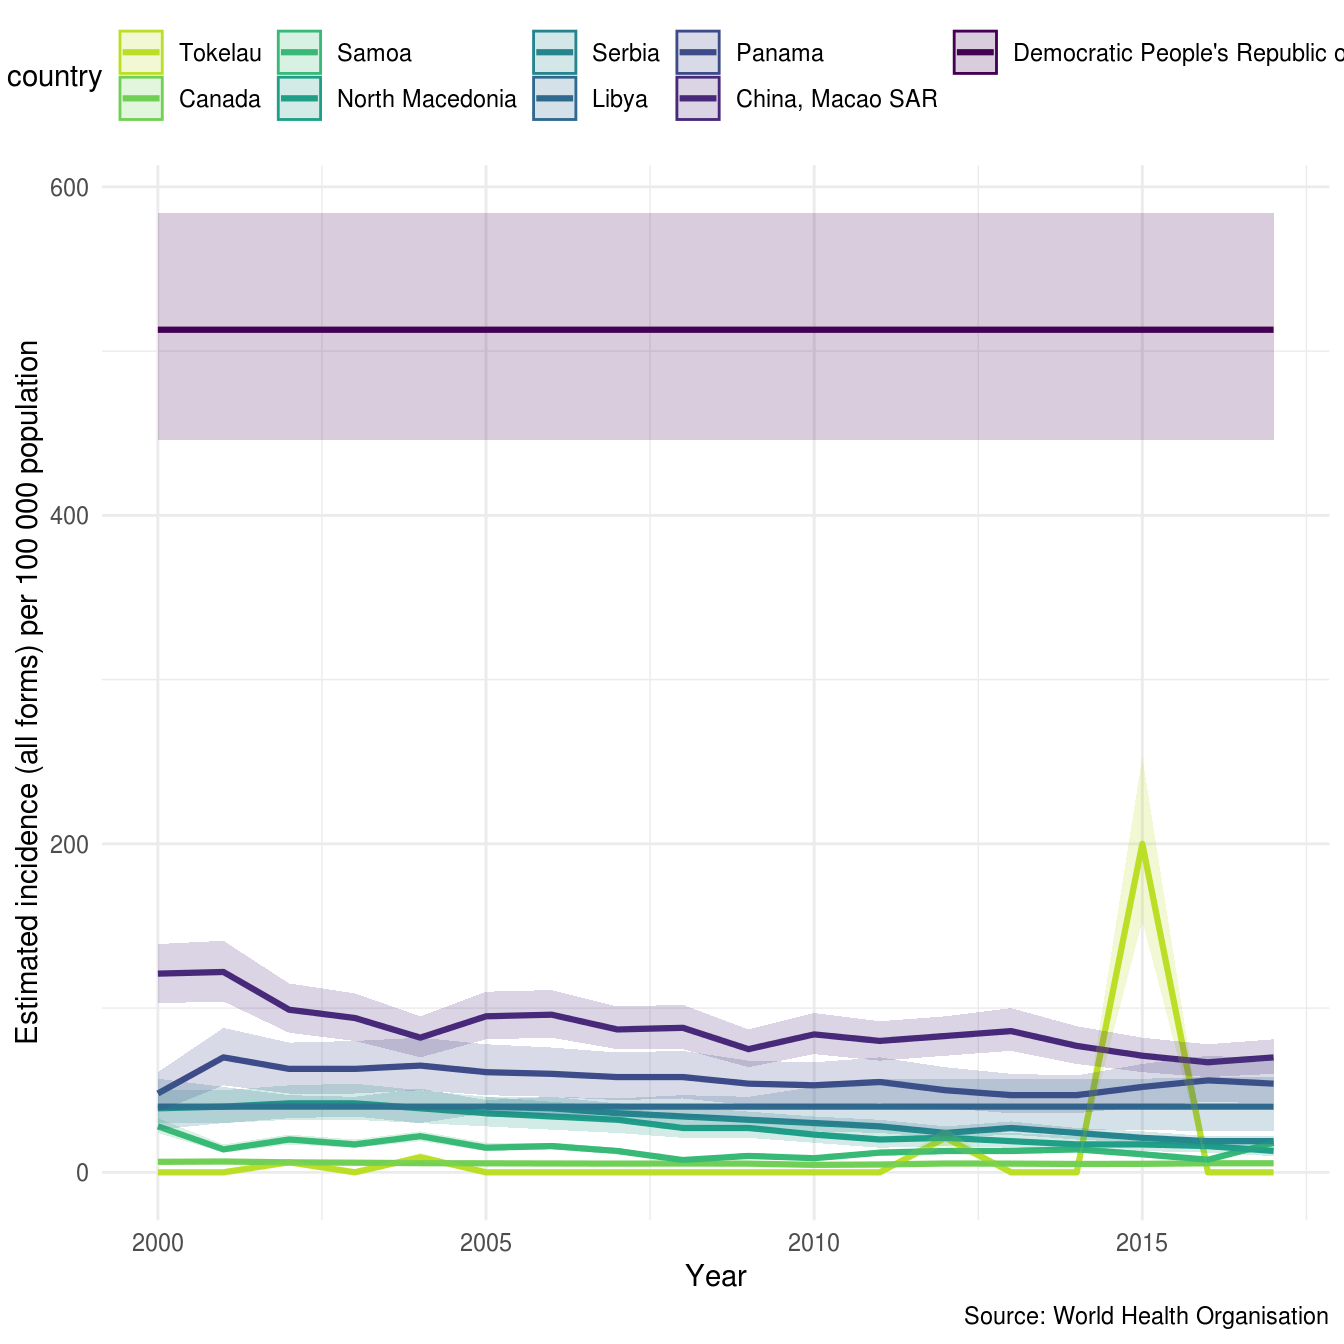 country
Tokelau Samoa Serbia Panama Democratic People's Republic
Canada North Macedonia Libya China, Macao SAR
Estimated incidence (all forms) per 100 000 population
600
400
200
0
2000 2005 2010 2015
Year
Source: World Health Organisation